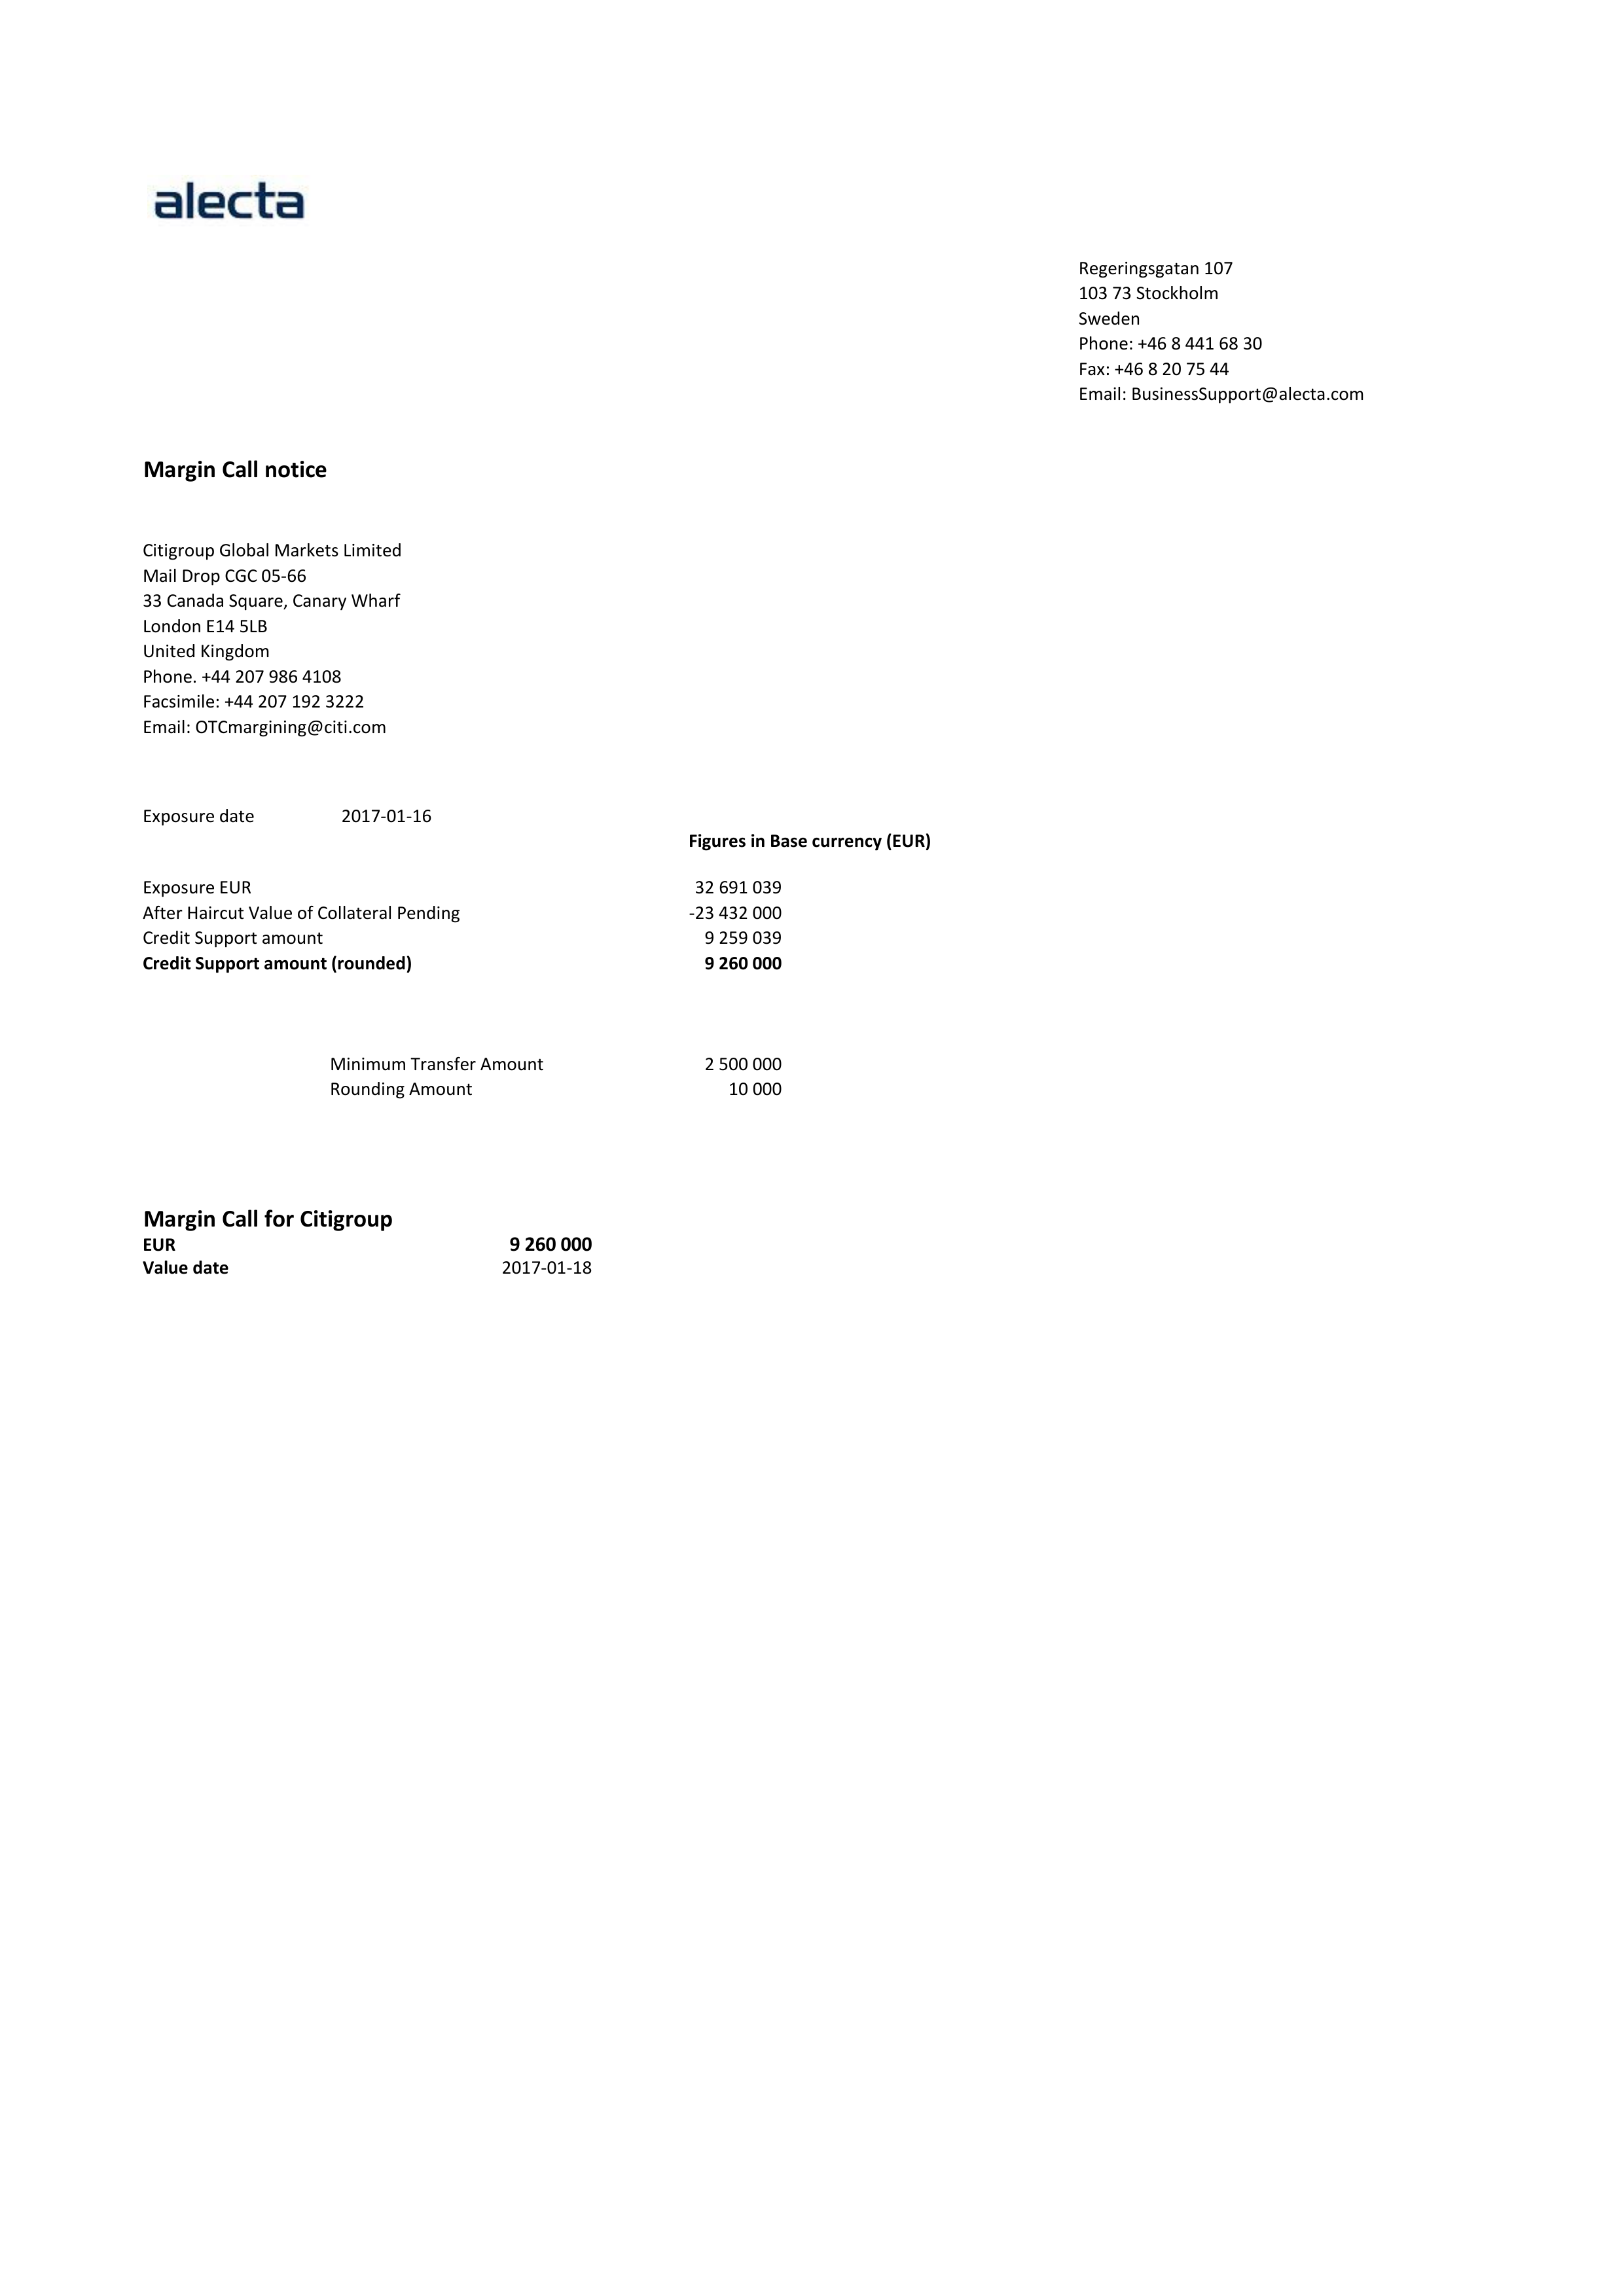 alecta
Regeringsgatan 107
103 73 Stockholm
Sweden
Phone: +46 8 441 68 30
Fax: +46 8 20 75 44
Email: BusinessSupport@alecta.com
Margin Call notice
Citigroup Global Markets Limited
Mail Drop CGC 05-66
33 Canada Square, Canary Wharf
London E14 5LB
United Kingdom
Phone. +44 207 986 4108
Facsimile: +44 207 192 3222
Email: OTCmargining@citi.com
Exposure date 2017-01-16
Figures in Base currency (EUR)
Exposure EUR 32 691 039
After Haircut Value of Collateral Pending -23 432 000
Credit Support amount 9 259 039
Credit Support amount (rounded) 9 260 000
Minimum Transfer Amount 2 500 000
Rounding Amount 10 000
Margin Call for Citigroup
EUR 9 260 000
Value date 2017-01-18